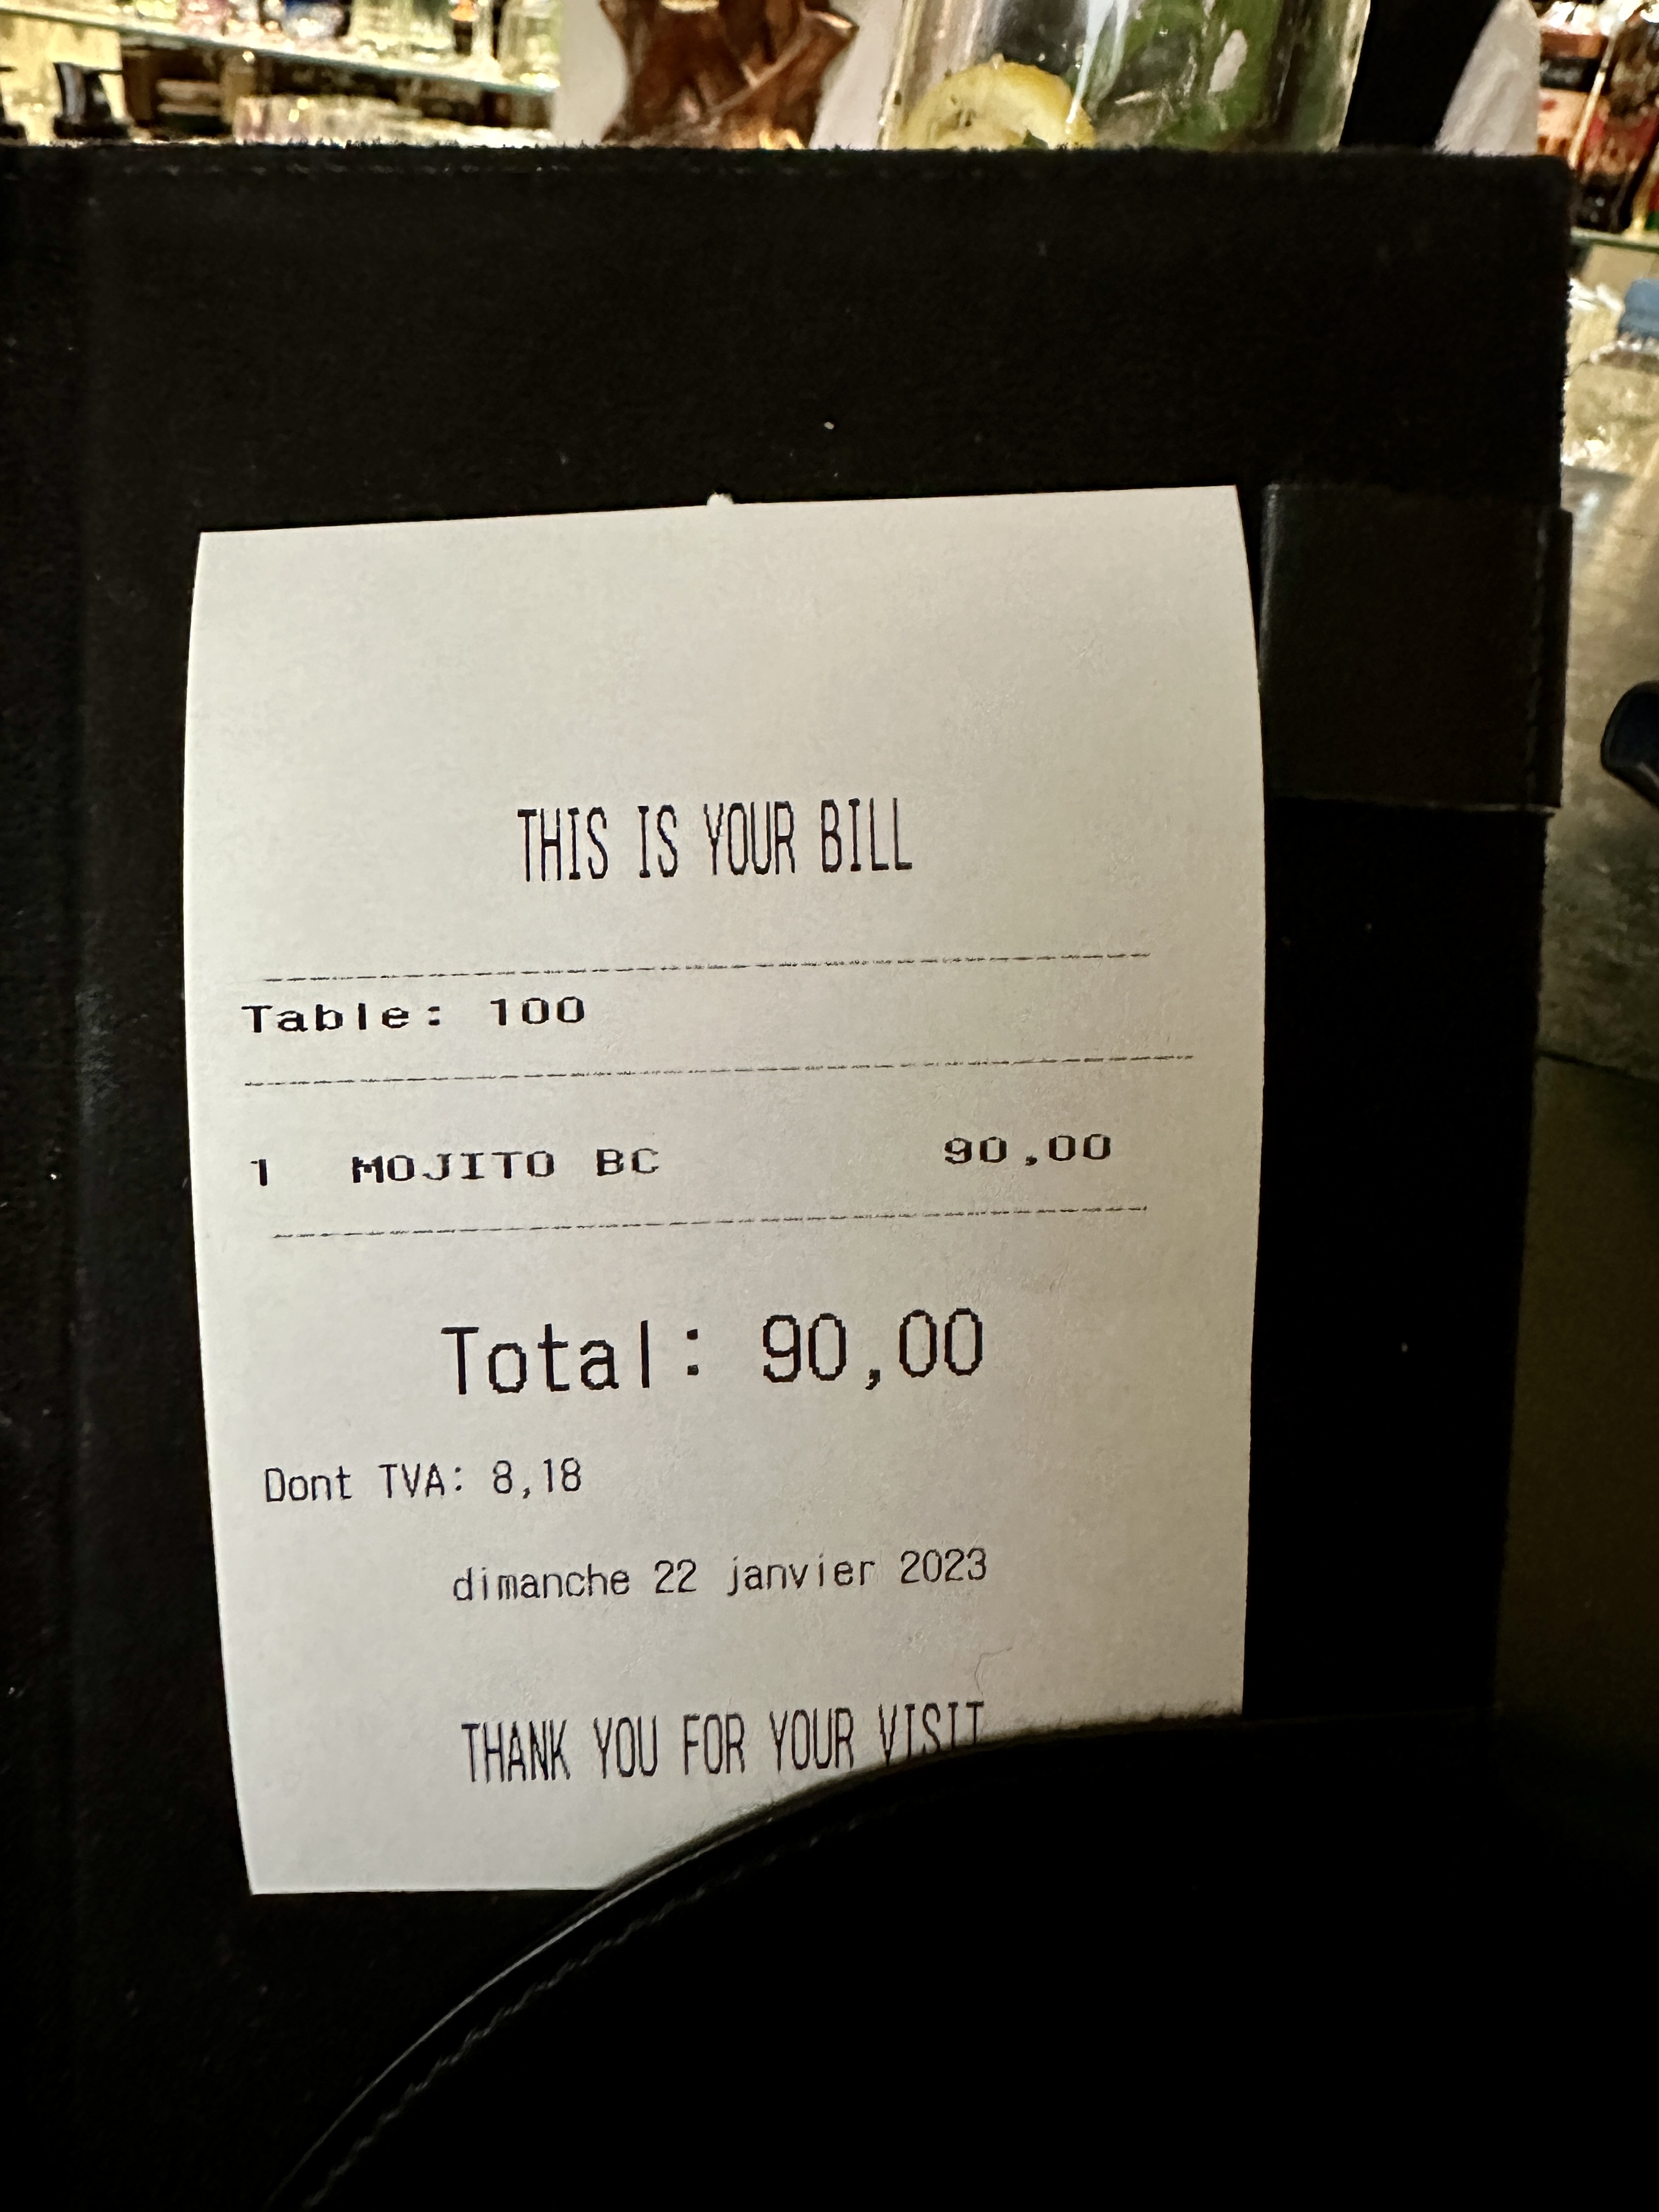 THIS IS YOUR BILL
Table: 100
1 MOJITO BC 90,00
Total: 90,00
Dont TVA: 8,18
dimanche 22 janvier 2023
THANK YOU FOR YOUR VISIT